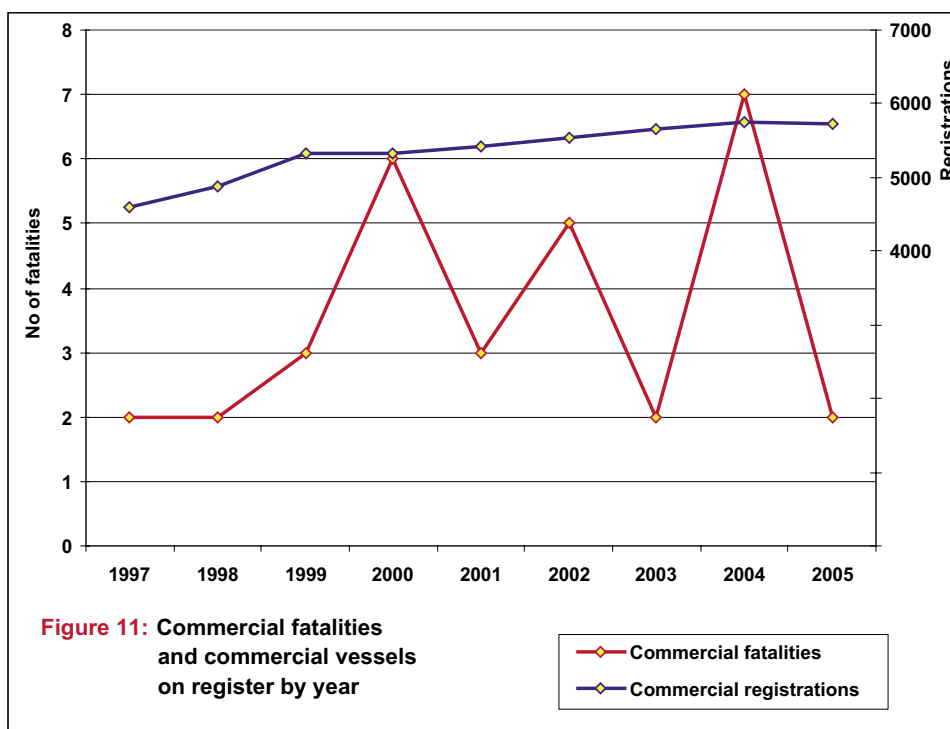 8
7
6
5
4
3
2
1
0
No of fatalities
7000
6000
5000
4000
Registrations
1997 1998 1999 2000 2001 2002 2003 2004 2005
Figure 11: Commercial fatalities
and commercial vessels
on register by year
Commercial fatalities
Commercial registrations